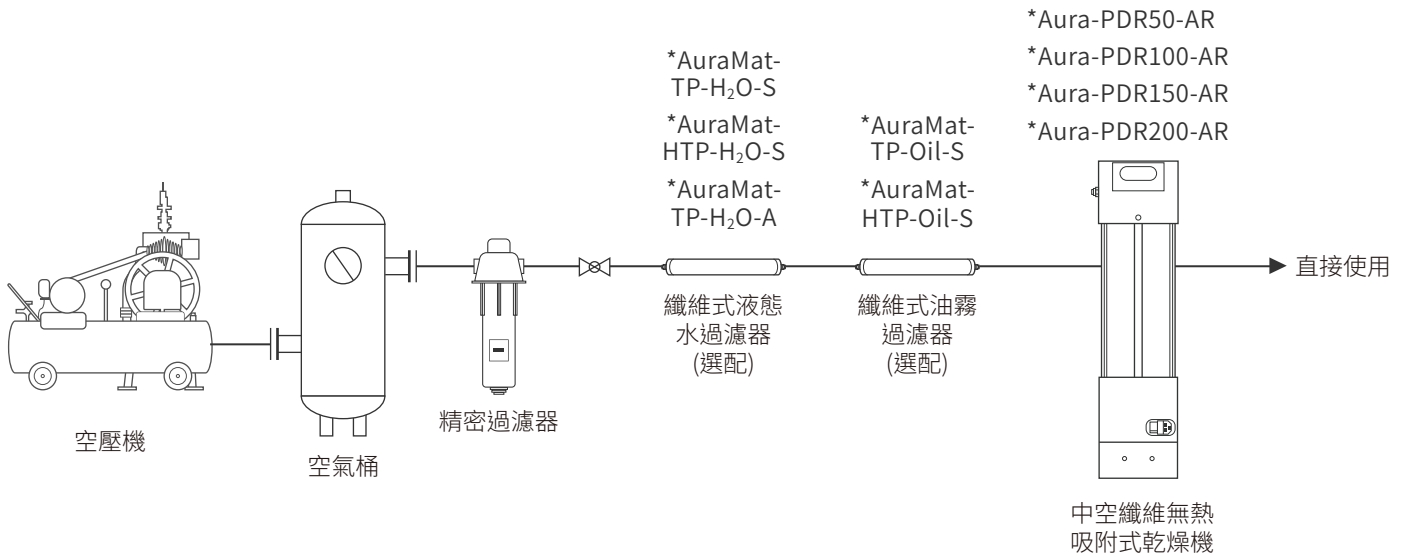 *Aura-PDR50-AR
*Aura-PDR100-AR
*Aura-PDR150-AR
*Aura-PDR200-AR
*AuraMat-
TP-H₂O-S
*AuraMat-
HTP-H₂O-S
*AuraMat-
TP-H₂O-A
*AuraMat-
TP-Oil-S
*AuraMat-
HTP-Oil-S
直接使用
纖維式液態
水過濾器
(選配)
纖維式油霧
過濾器
(選配)
精密過濾器
空壓機
空氣桶
中空纖維無熱
吸附式乾燥機